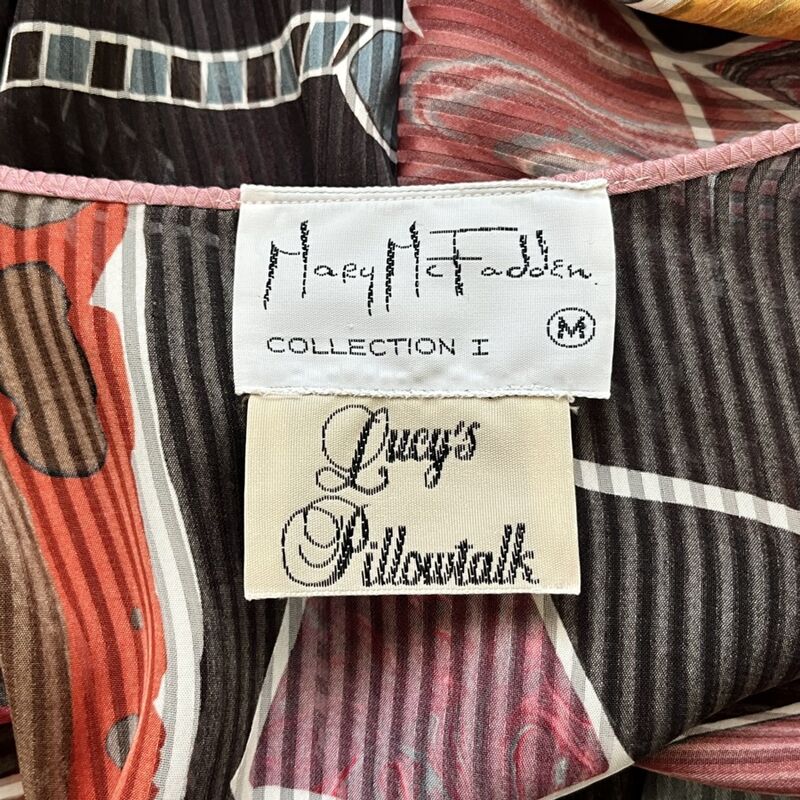 Mary McFadden
COLLECTION I M
Lucy's
Pillowtalk